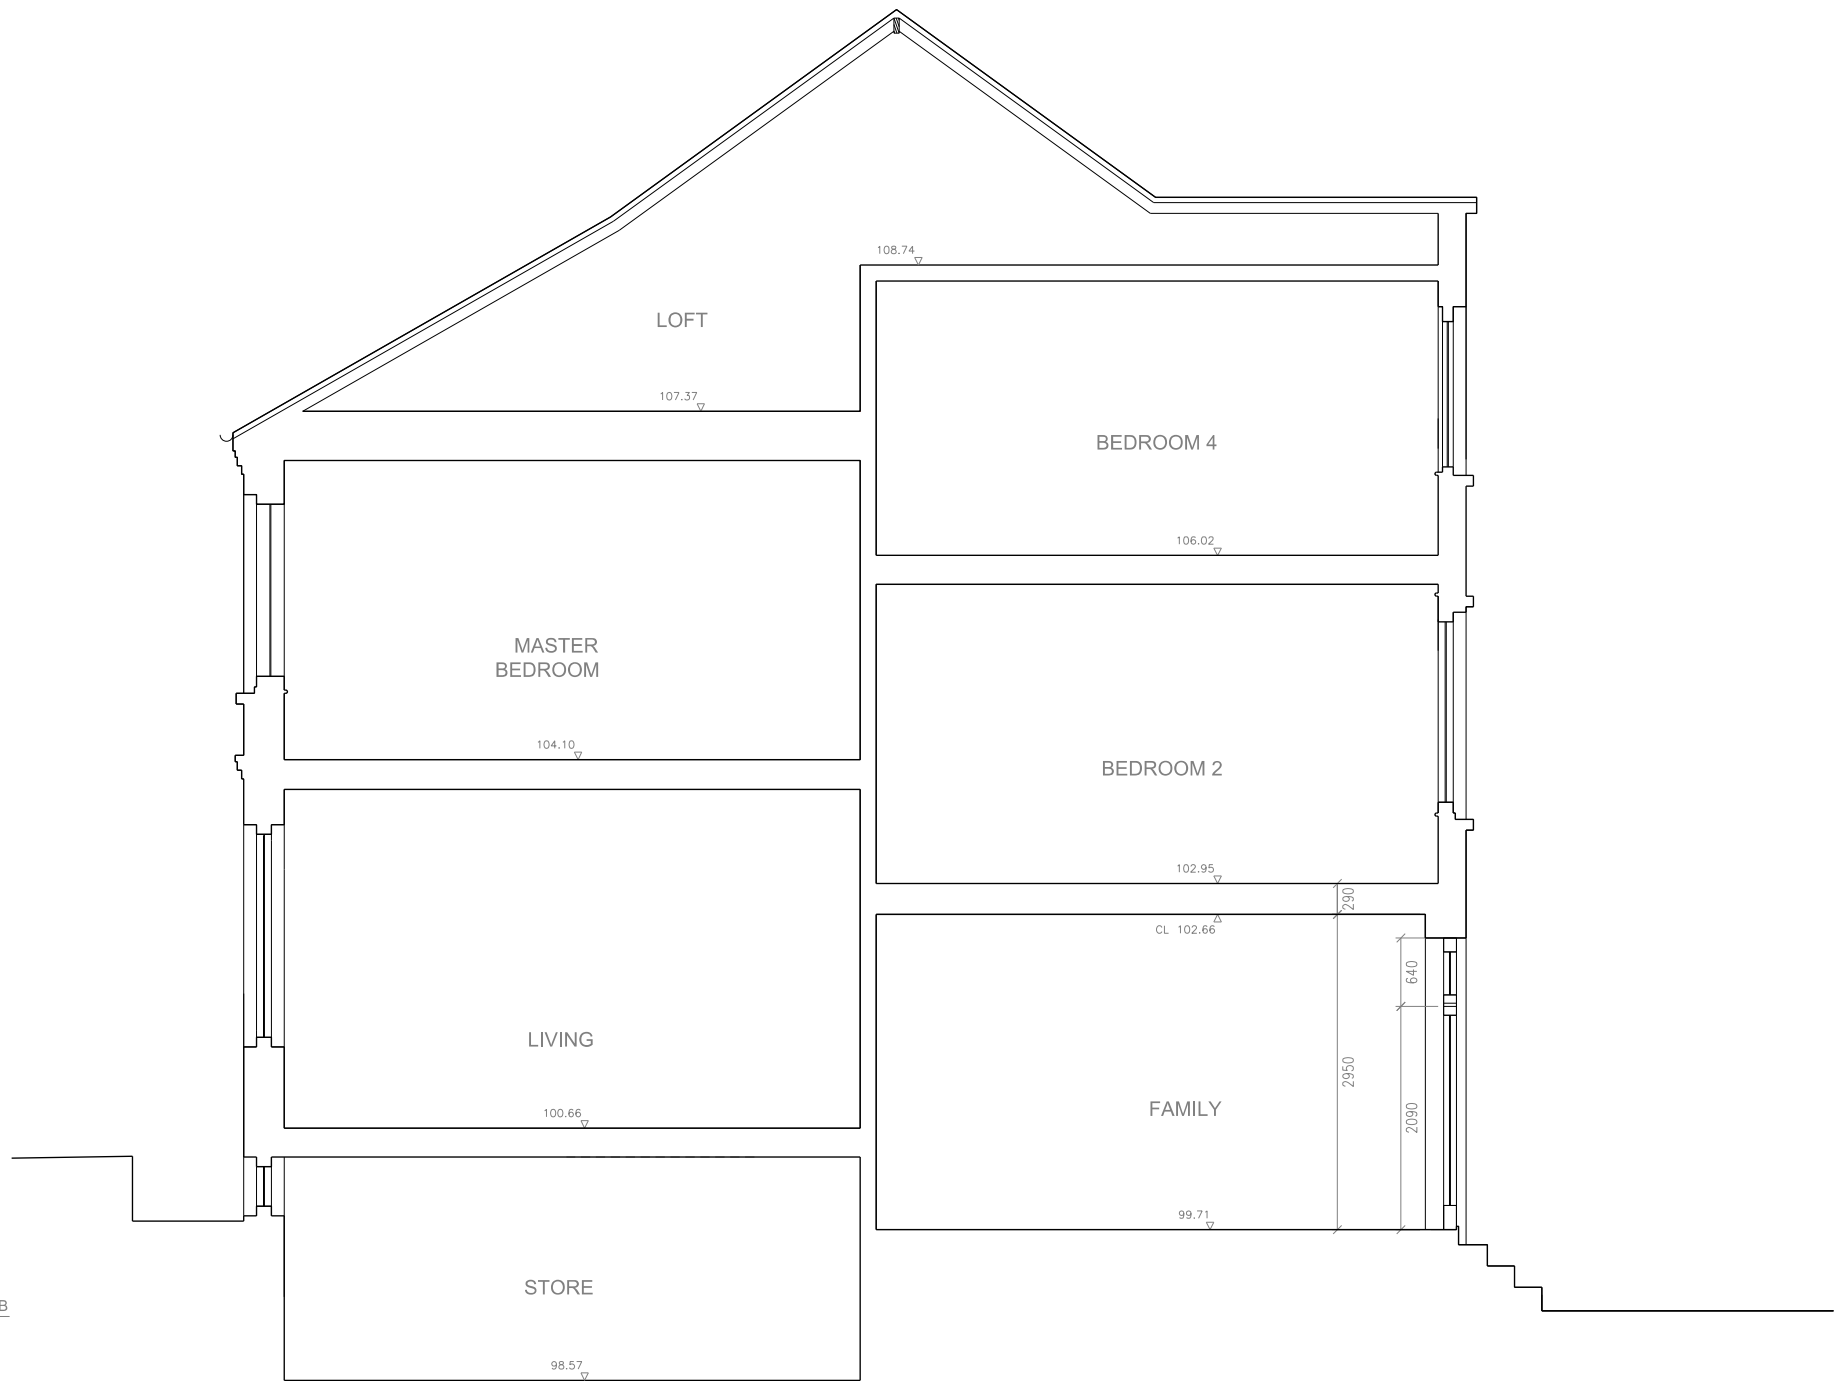 108.74
LOFT
107.37
BEDROOM 4
106.02
MASTER
BEDROOM
104.10
BEDROOM 2
102.95
290
CL 102.66
640
LIVING
2950
FAMILY
2090
100.66
99.71
STORE
B
98.57